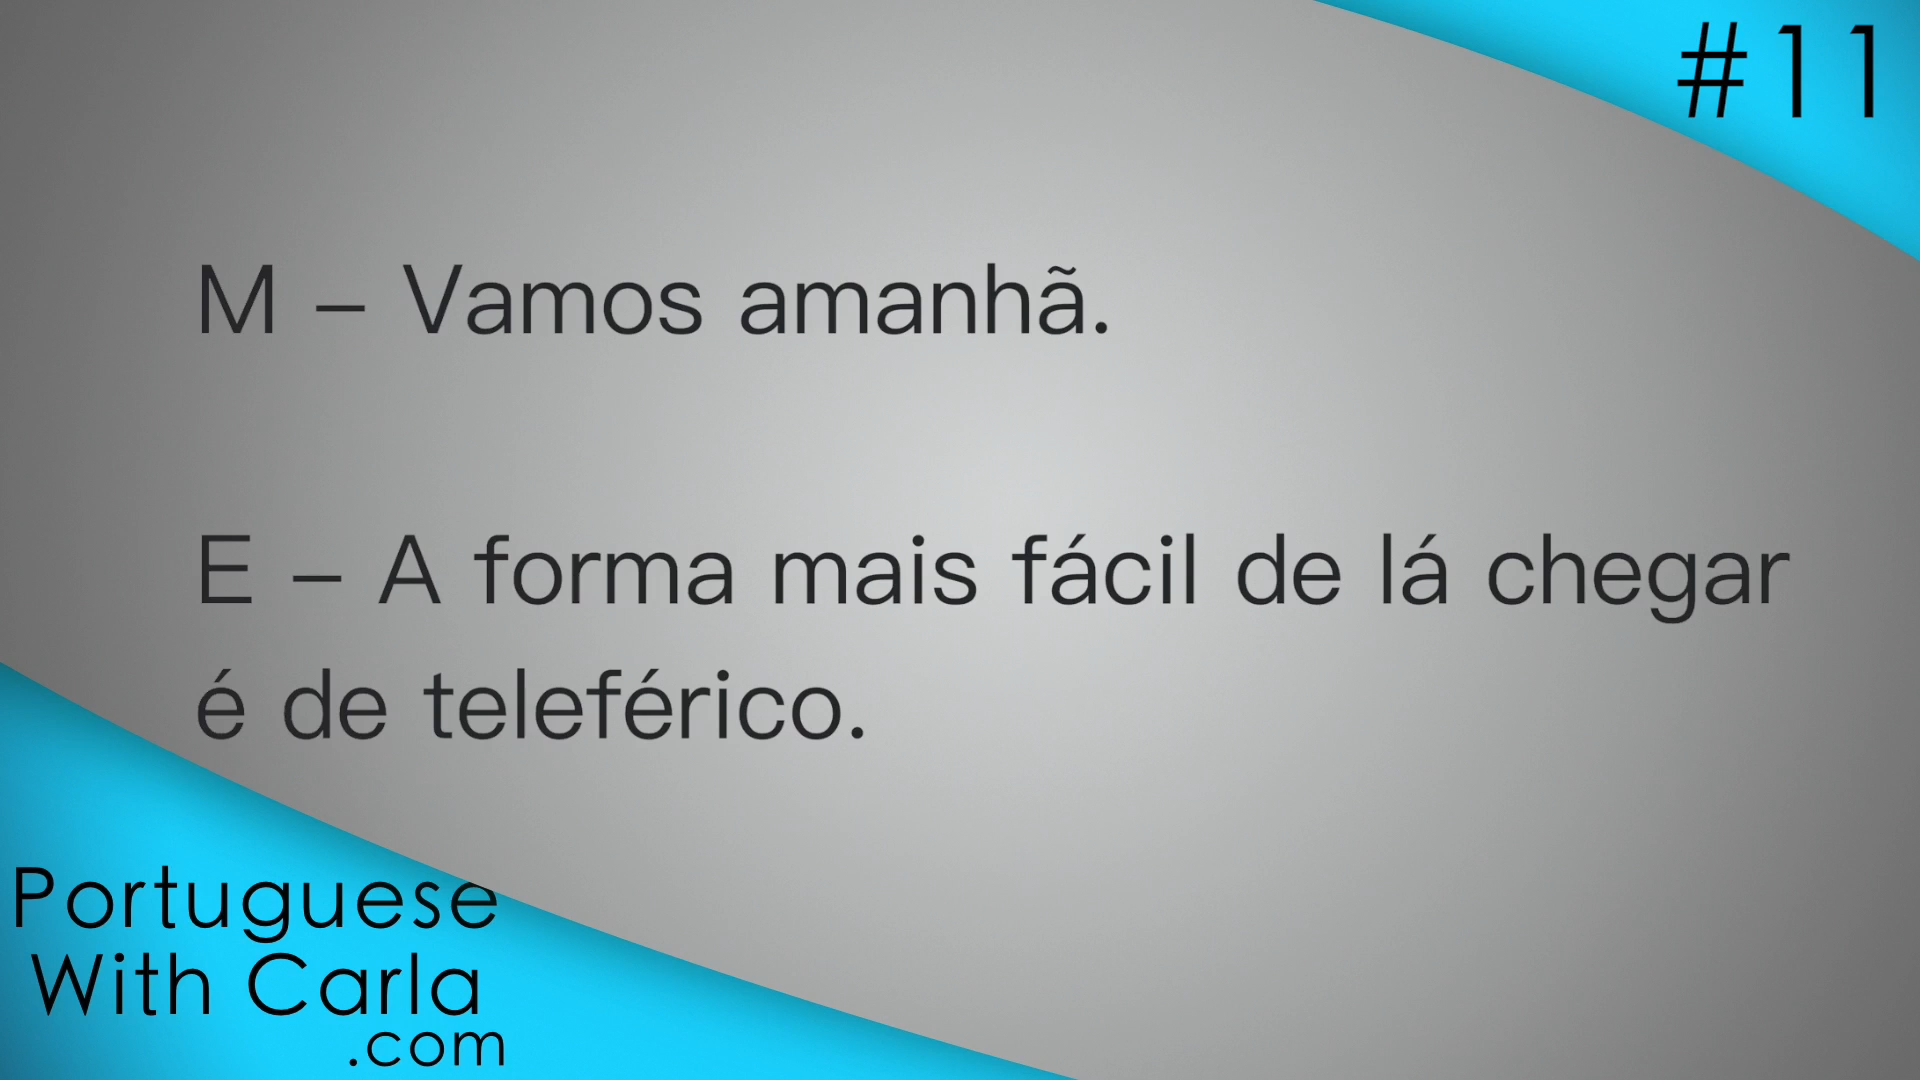 #11
M – Vamos amanhã.
E – A forma mais fácil de lá chegar
é de teleférico.
Portuguese
With Carla
.com